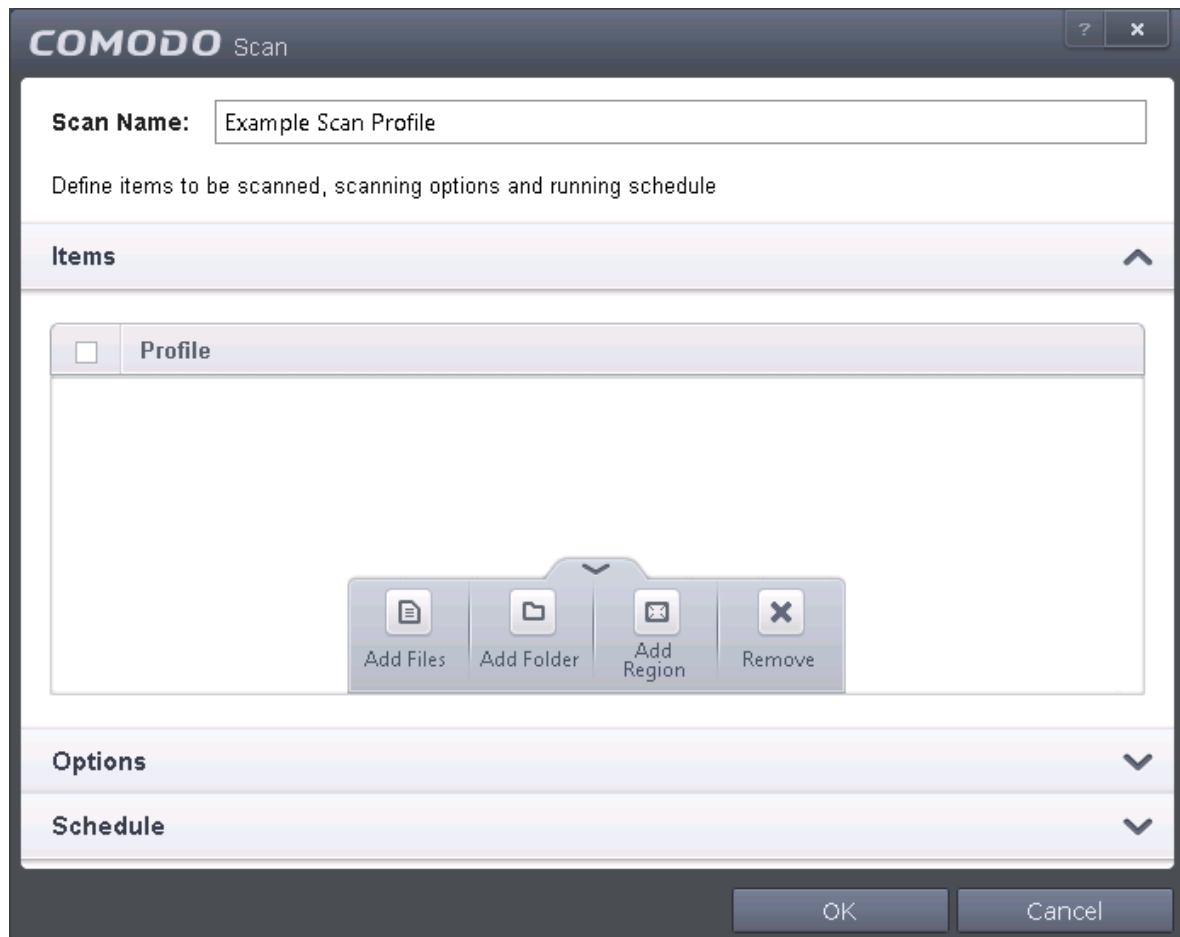 COMODO Scan
?
Scan Name: Example Scan Profile
Define items to be scanned, scanning options and running schedule
Items
Profile
Add Files
Add Folder
Add
Region
Remove
Options
Schedule
OK
Cancel